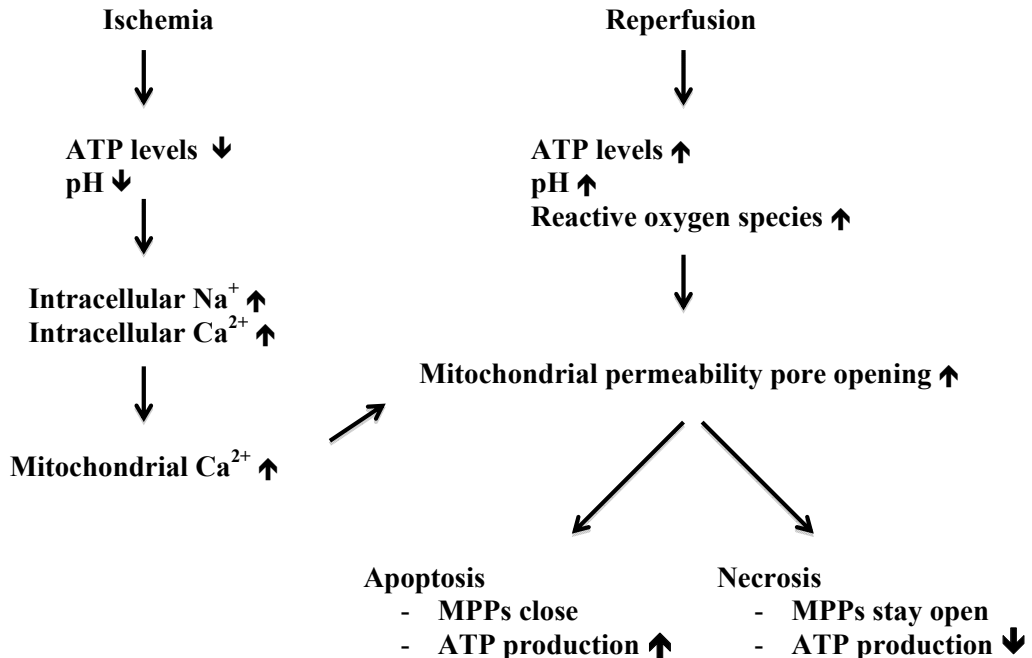 Ischemia
ATP levels ↓
pH ↓
Intracellular Na⁺ ↑
Intracellular Ca²⁺ ↑
Mitochondrial Ca²⁺ ↑
Reperfusion
ATP levels ↑
pH ↑
Reactive oxygen species ↑
Mitochondrial permeability pore opening ↑
Apoptosis
- MPPs close
- ATP production ↑
Necrosis
- MPPs stay open
- ATP production ↓